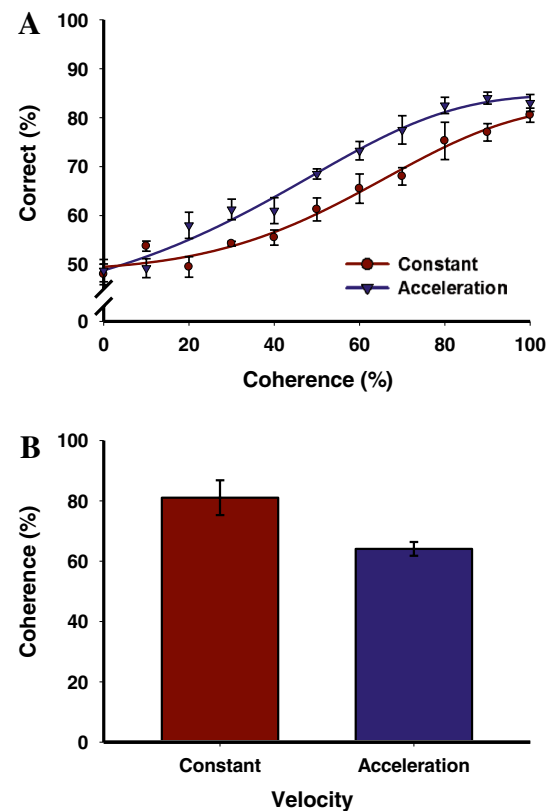 A
100
90
80
70
60
50
0
Correct (%)
Constant
Acceleration
0 20 40 60 80 100
Coherence (%)
B
100
80
60
40
20
0
Coherence (%)
Constant Acceleration
Velocity